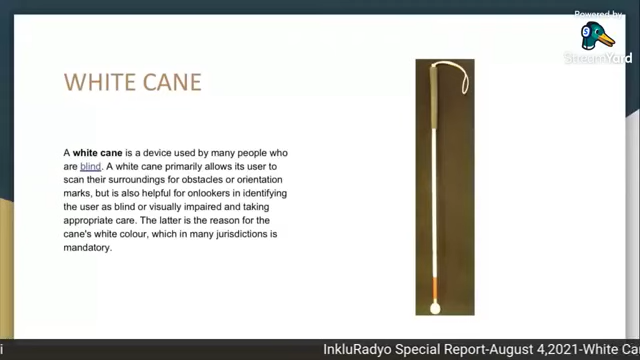 Powered by
StreamYard
WHITE CANE
A white cane is a device used by many people who
are blind. A white cane primarily allows its user to
scan their surroundings for obstacles or orientation
marks, but is also helpful for onlookers in identifying
the user as blind or visually impaired and taking
appropriate care. The latter is the reason for the
cane's white colour, which in many jurisdictions is
mandatory.
i
InkluRadyo Special Report-August 4,2021-White Ca